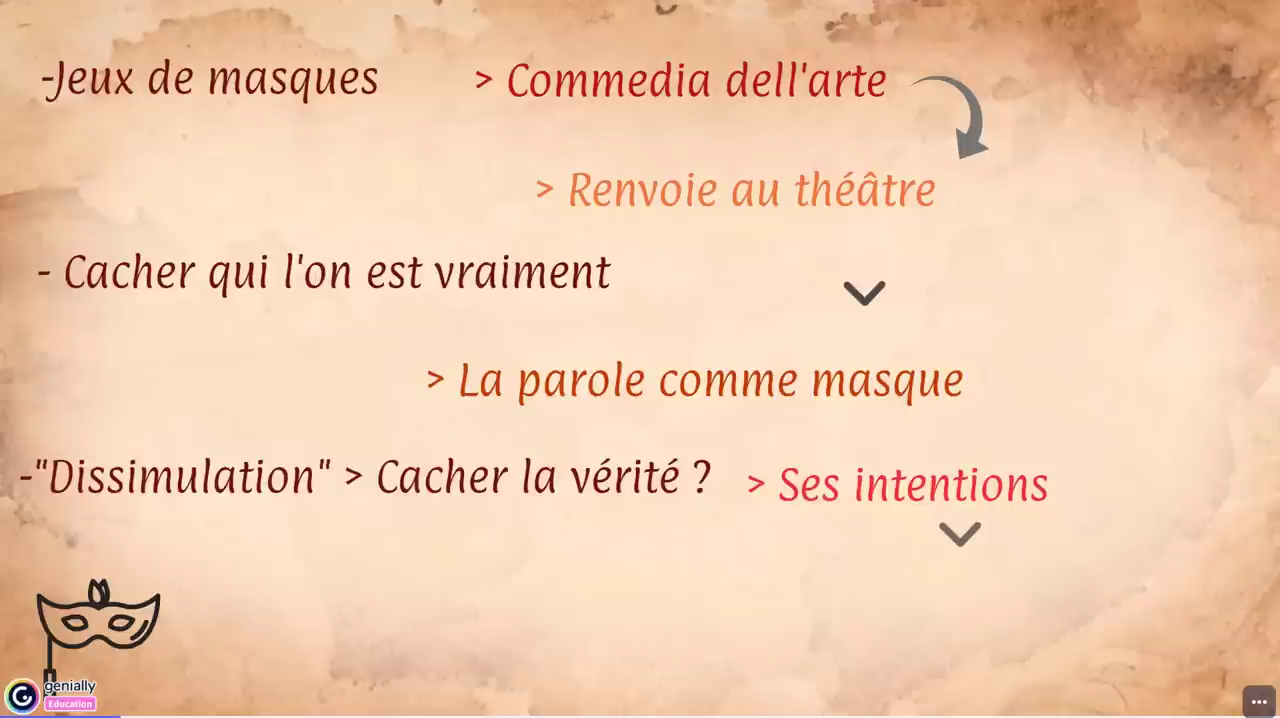 -Jeux de masques > Commedia dell'arte
> Renvoie au théâtre
- Cacher qui l'on est vraiment
> La parole comme masque
-"Dissimulation" > Cacher la vérité ? > Ses intentions
genially
Education